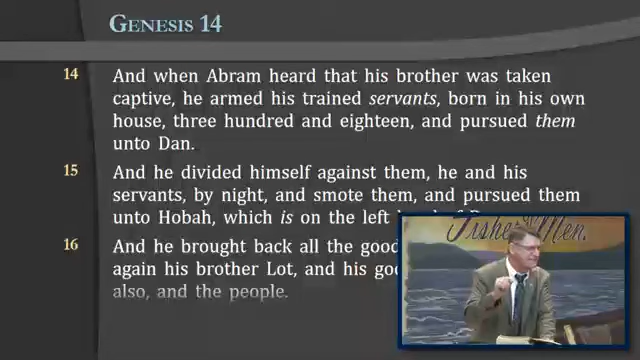 GENESIS 14
14 And when Abram heard that his brother was taken
captive, he armed his trained servants, born in his own
house, three hundred and eighteen, and pursued them
unto Dan.
15 And he divided himself against them, he and his
servants, by night, and smote them, and pursued them
unto Hobah, which is on the left
16 And he brought back all the good
again his brother Lot, and his
also, and the people.
Fishe Men.